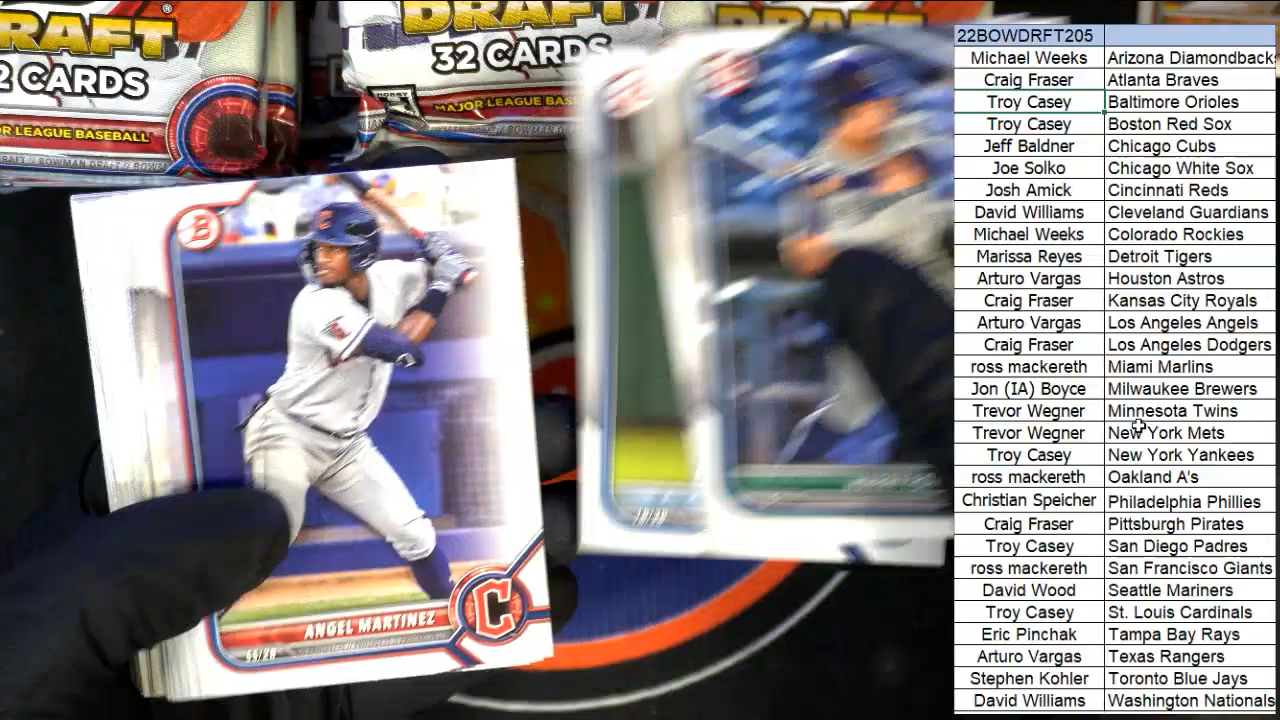 DRAFT
2 CARDS
OR LEAGUE BASEBALL
DRAFT
32 CARDS
HOBBY
MAJOR LEAGUE BAS
B
C
ANGEL MARTINEZ
C
22BOWDRFT205
Michael Weeks Arizona Diamondbacks
Craig Fraser Atlanta Braves
Troy Casey Baltimore Orioles
Troy Casey Boston Red Sox
Jeff Baldner Chicago Cubs
Joe Solko Chicago White Sox
Josh Amick Cincinnati Reds
David Williams Cleveland Guardians
Michael Weeks Colorado Rockies
Marissa Reyes Detroit Tigers
Arturo Vargas Houston Astros
Craig Fraser Kansas City Royals
Arturo Vargas Los Angeles Angels
Craig Fraser Los Angeles Dodgers
ross mackereth Miami Marlins
Jon (IA) Boyce Milwaukee Brewers
Trevor Wegner Minnesota Twins
Trevor Wegner New York Mets
Troy Casey New York Yankees
ross mackereth Oakland A's
Christian Speicher Philadelphia Phillies
Craig Fraser Pittsburgh Pirates
Troy Casey San Diego Padres
ross mackereth San Francisco Giants
David Wood Seattle Mariners
Troy Casey St. Louis Cardinals
Eric Pinchak Tampa Bay Rays
Arturo Vargas Texas Rangers
Stephen Kohler Toronto Blue Jays
David Williams Washington Nationals